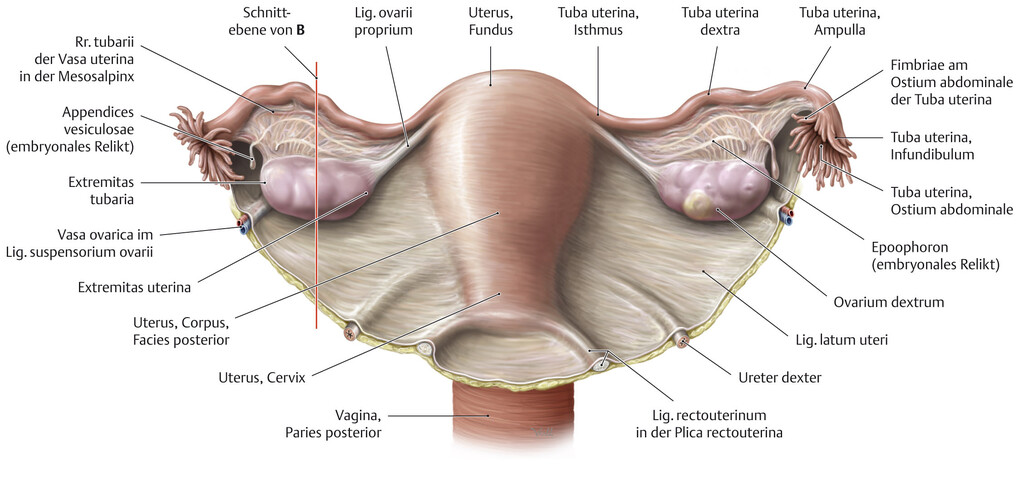 Schnitt-
ebene von B
Lig. ovarii
proprium
Uterus,
Fundus
Tuba uterina,
Isthmus
Tuba uterina
dextra
Tuba uterina,
Ampulla
Rr. tubarii
der Vasa uterina
in der Mesosalpinx
Appendices
vesiculosae
(embryonales Relikt)
Extremitas
tubaria
Vasa ovarica im
Lig. suspensorium ovarii
Extremitas uterina
Uterus, Corpus,
Facies posterior
Uterus, Cervix
Vagina,
Paries posterior
Fimbriae am
Ostium abdominale
der Tuba uterina
Tuba uterina,
Infundibulum
Tuba uterina,
Ostium abdominale
Epoophoron
(embryonales Relikt)
Ovarium dextrum
Lig. latum uteri
Ureter dexter
Lig. rectouterinum
in der Plica rectouterina